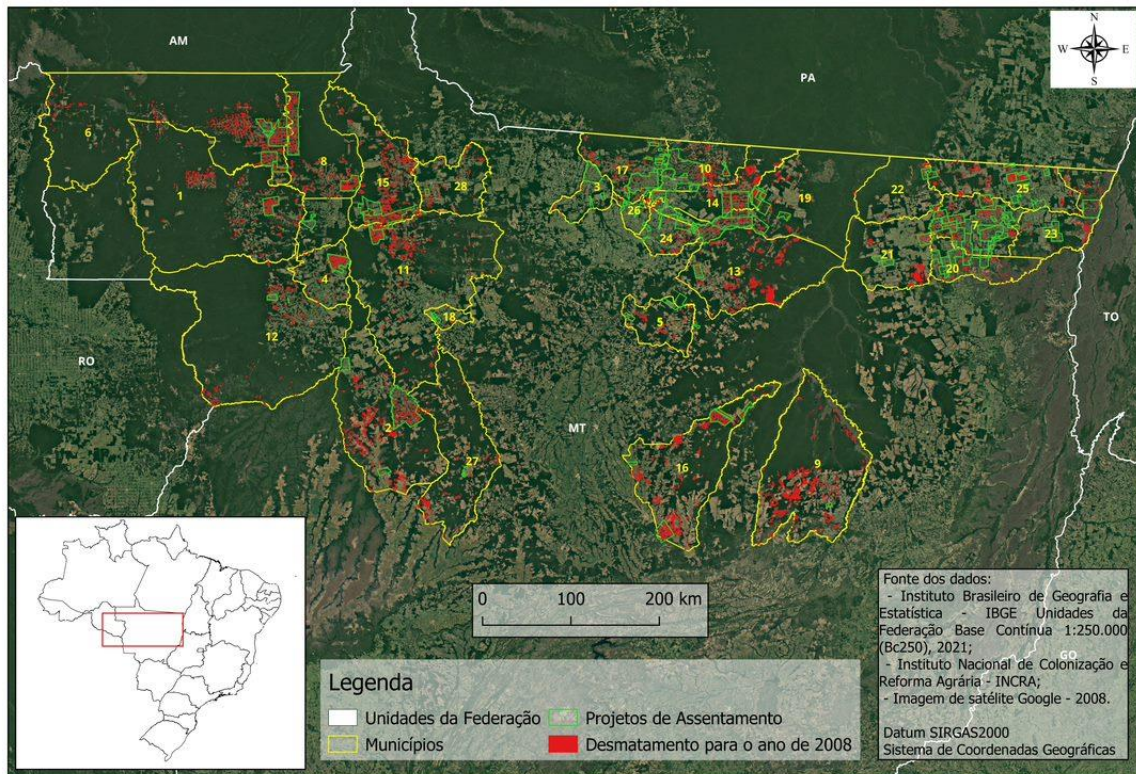 N
W E
S
AM
PA
6
8
1
15
28
17
10
3
14
19
22
25
26
7
23
24
21
20
4
11
13
18
5
12
TO
RO
2
MT
27
16
9
0 100 200 km
Legenda
Unidades da Federação
Projetos de Assentamento
Municípios
Desmatamento para o ano de 2008
Fonte dos dados:
- Instituto Brasileiro de Geografia e
Estatística - IBGE Unidades da
Federação Base Contínua 1:250.000
(Bc250), 2021;
GO
- Instituto Nacional de Colonização e
Reforma Agrária - INCRA;
- Imagem de satélite Google - 2008.
Datum SIRGAS2000
Sistema de Coordenadas Geográficas